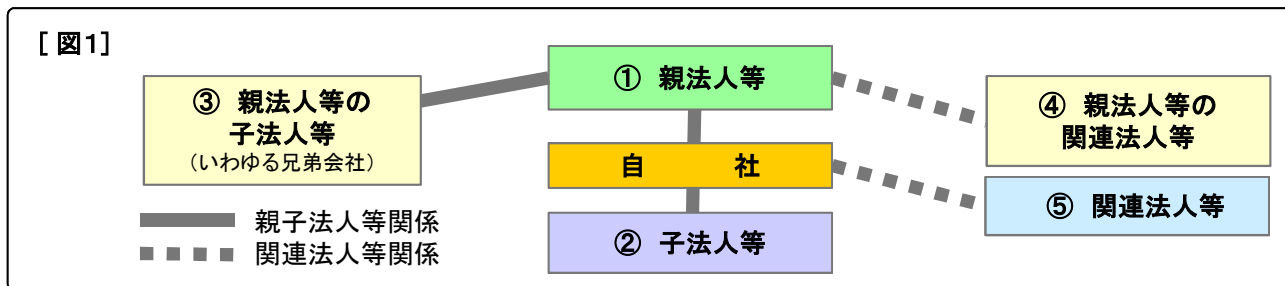 [ 図1]
① 親法人等
③ 親法人等の
子法人等
(いわゆる兄弟会社)
④ 親法人等の
関連法人等
自 社
⑤ 関連法人等
② 子法人等
親子法人等関係
関連法人等関係